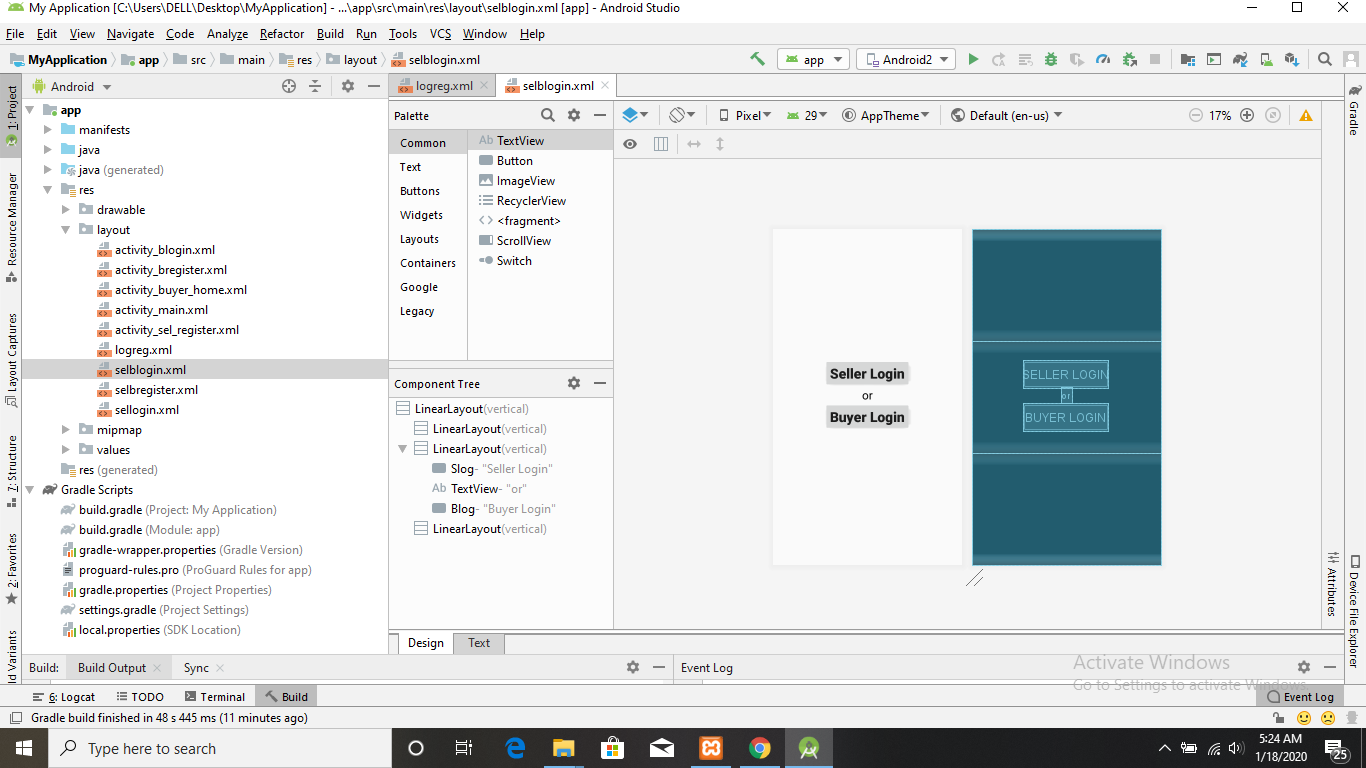 My Application [C:\Users\DELL\Desktop\MyApplication] - ...\app\src\main\res\layout\selblogin.xml [app] - Android Studio
File Edit View Navigate Code Analyze Refactor Build Run Tools VCS Window Help
MyApplication app src main res layout selblogin.xml app Android2
1: Project
Resource Manager
Layout Captures
7: Structure
2: Favorites
ld Variants
Android
app
manifests
java
java (generated)
res
drawable
layout
activity_blogin.xml
activity_bregister.xml
activity_buyer_home.xml
activity_main.xml
activity_sel_register.xml
logreg.xml
selblogin.xml
selbregister.xml
sellogin.xml
mipmap
values
res (generated)
Gradle Scripts
build.gradle (Project: My Application)
build.gradle (Module: app)
gradle-wrapper.properties (Gradle Version)
proguard-rules.pro (ProGuard Rules for app)
gradle.properties (Project Properties)
settings.gradle (Project Settings)
local.properties (SDK Location)
logreg.xml selblogin.xml
Palette
Common
Text
Buttons
Widgets
Layouts
Containers
Google
Legacy
Ab TextView
Button
ImageView
RecyclerView
<fragment>
ScrollView
Switch
Component Tree
LinearLayout(vertical)
LinearLayout(vertical)
LinearLayout(vertical)
Slog- "Seller Login"
Ab TextView- "or"
Blog- "Buyer Login"
LinearLayout(vertical)
Pixel 29 AppTheme Default (en-us) 17%
Seller Login
or
Buyer Login
SELLER LOGIN
or
BUYER LOGIN
Gradle
Attributes
Device File Explorer
Design Text
Build: Build Output Sync
Event Log
Activate Windows
Go to Settings to activate Windows.
6: Logcat TODO Terminal Build Event Log
Gradle build finished in 48 s 445 ms (11 minutes ago)
Type here to search
5:24 AM
1/18/2020
25